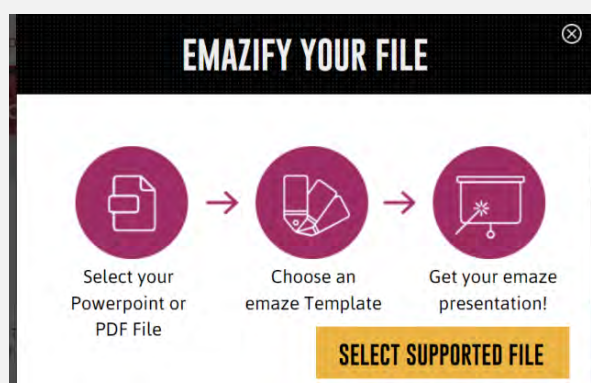 EMAZIFY YOUR FILE
Select your
Powerpoint or
PDF File
Choose an
emaze Template
Get your emaze
presentation!
SELECT SUPPORTED FILE